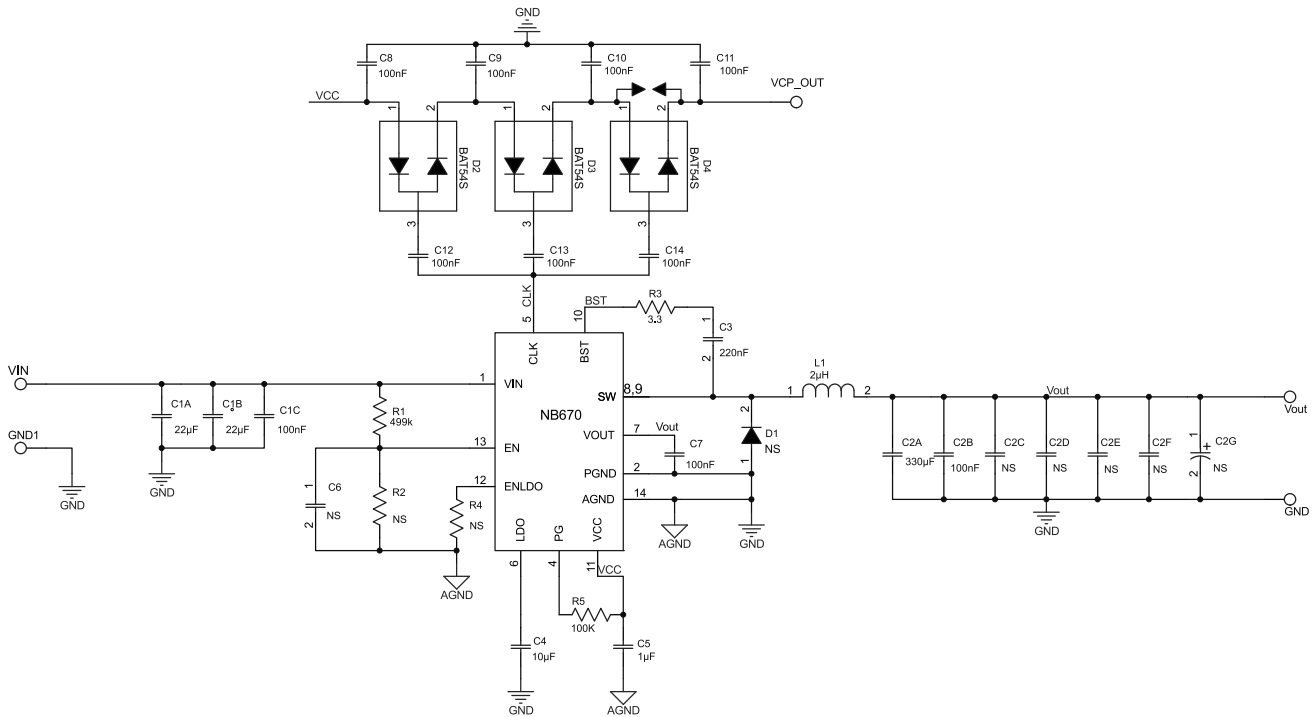 GND
C8
100nF
C9
100nF
C10
100nF
C11
100nF
VCP_OUT
VCC
1
2
1
2
1
2
D2
BAT54S
D3
BAT54S
D4
BAT54S
3
3
3
C12
100nF
C13
100nF
C14
100nF
CLK
5
BST
10
R3
3.3
1
C3
2
220nF
CLK
BST
L1
2µH
VIN
1
VIN
SW
8,9
1
2
Vout
Vout
C1A
22µF
C1B
22µF
C1C
100nF
R1
499k
NB670
VOUT
7
Vout
C7
100nF
2
D1
NS
1
GND1
13
EN
PGND
2
C2A
330µF
C2B
100nF
C2C
NS
C2D
NS
C2E
NS
C2F
NS
1
+
C2G
NS
2
GND
GND
1
C6
2
NS
R2
NS
12
ENLDO
R4
NS
AGND
14
LDO
PG
VCC
AGND
GND
GND
GND
6
4
11
VCC
AGND
R5
100K
C4
10µF
C5
1µF
GND
AGND